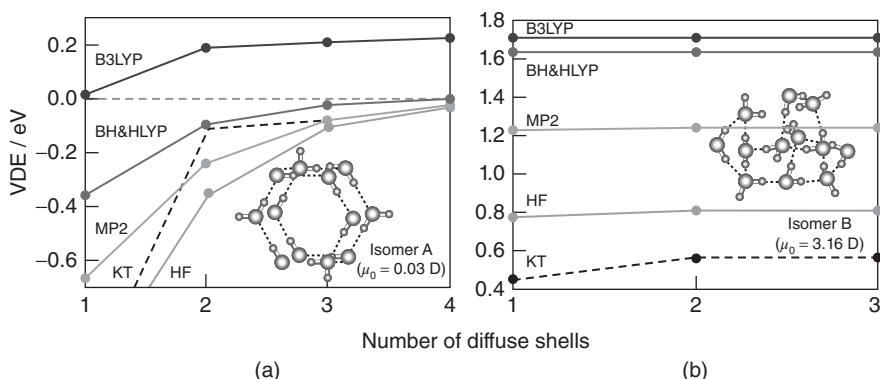 0.2
0.0
−0.2
−0.4
−0.6
VDE / eV
B3LYP
BH&HLYP
MP2
KT
HF
Isomer A
(μ0 = 0.03 D)
1 2 3 4
1.8
1.6
1.4
1.2
1.0
0.8
0.6
0.4
B3LYP
BH&HLYP
MP2
HF
KT
Isomer B
(μ0 = 3.16 D)
1 2 3
Number of diffuse shells
(a) (b)